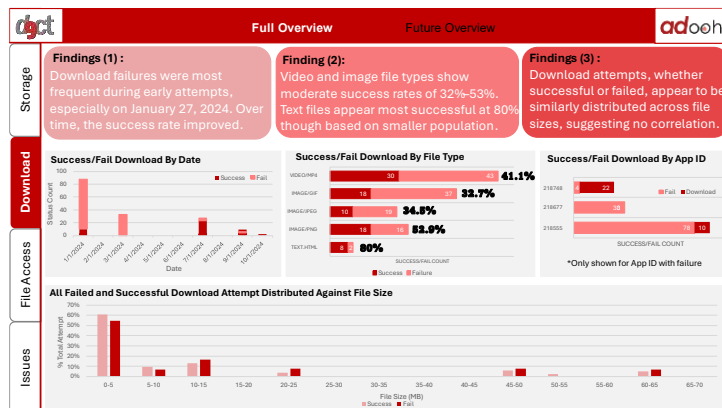 dgct
Full Overview
Future Overview
adooh
Storage
Download
File Access
Issues
Findings (1) :
Download failures were most
frequent during early attempts,
especially on January 27, 2024. Over
time, the success rate improved.
Finding (2):
Video and image file types show
moderate success rates of 32%-53%.
Text files appear most successful at 80%
though based on smaller population.
Findings (3) :
Download attempts, whether
successful or failed, appear to be
similarly distributed across file
sizes, suggesting no correlation.
Success/Fail Download By Date
Success Fail
Status Count
100
80
60
40
20
0
1/1/2024
2/1/2024
3/1/2024
4/1/2024
5/1/2024
6/1/2024
7/1/2024
8/1/2024
9/1/2024
10/1/2024
Date
Success/Fail Download By File Type
VIDEO/MP4 30 43 41.1%
IMAGE/GIF 18 37 32.7%
IMAGE/JPEG 10 19 34.5%
IMAGE/PNG 18 16 52.9%
TEXT.HTML 8 2 80%
SUCCESS/FAIL COUNT
Success Failure
Success/Fail Download By App ID
Fail Download
218748 4 22
218677 38
216555 78 10
SUCCESS/FAIL COUNT
*Only shown for App ID with failure
All Failed and Successful Download Attempt Distributed Against File Size
% Total Attempt
70%
60%
50%
40%
30%
20%
10%
0%
0-5 5-10 10-15 15-20 20-25 25-30 30-35 35-40 40-45 45-50 50-55 55-60 60-65 65-70
File Size (MB)
Success Fail